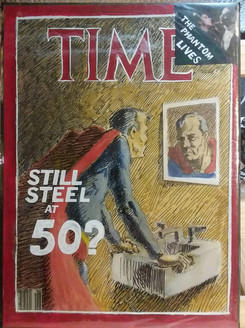 TIME
THE
PHANTOM
LIVES
STILL
STEEL
AT
50?